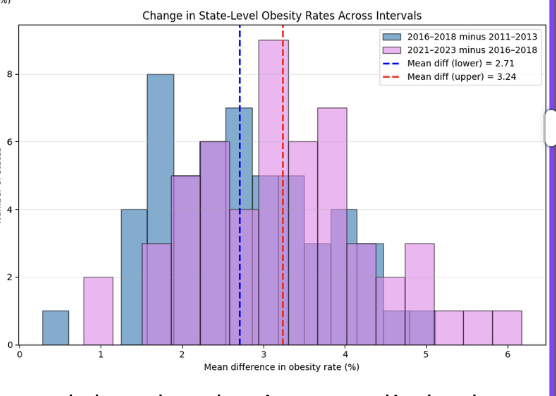 %)
Change in State-Level Obesity Rates Across Intervals
2016–2018 minus 2011–2013
2021–2023 minus 2016–2018
Mean diff (lower) = 2.71
Mean diff (upper) = 3.24
8
6
4
2
0
0 1 2 3 4 5 6
Mean difference in obesity rate (%)